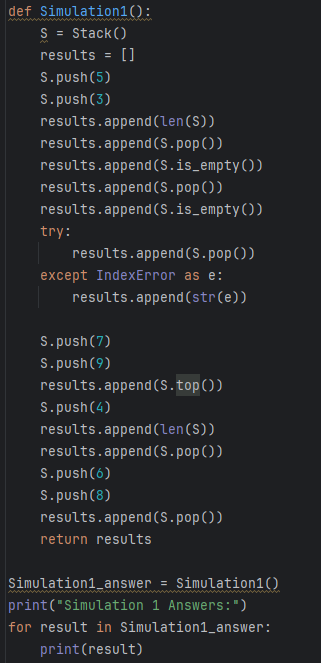 def Simulation1():
    S = Stack()
    results = []
    S.push(5)
    S.push(3)
    results.append(len(S))
    results.append(S.pop())
    results.append(S.is_empty())
    results.append(S.pop())
    results.append(S.is_empty())
    try:
        results.append(S.pop())
    except IndexError as e:
        results.append(str(e))

    S.push(7)
    S.push(9)
    results.append(S.top())
    S.push(4)
    results.append(len(S))
    results.append(S.pop())
    S.push(6)
    S.push(8)
    results.append(S.pop())
    return results

Simulation1_answer = Simulation1()
print("Simulation 1 Answers:")
for result in Simulation1_answer:
    print(result)